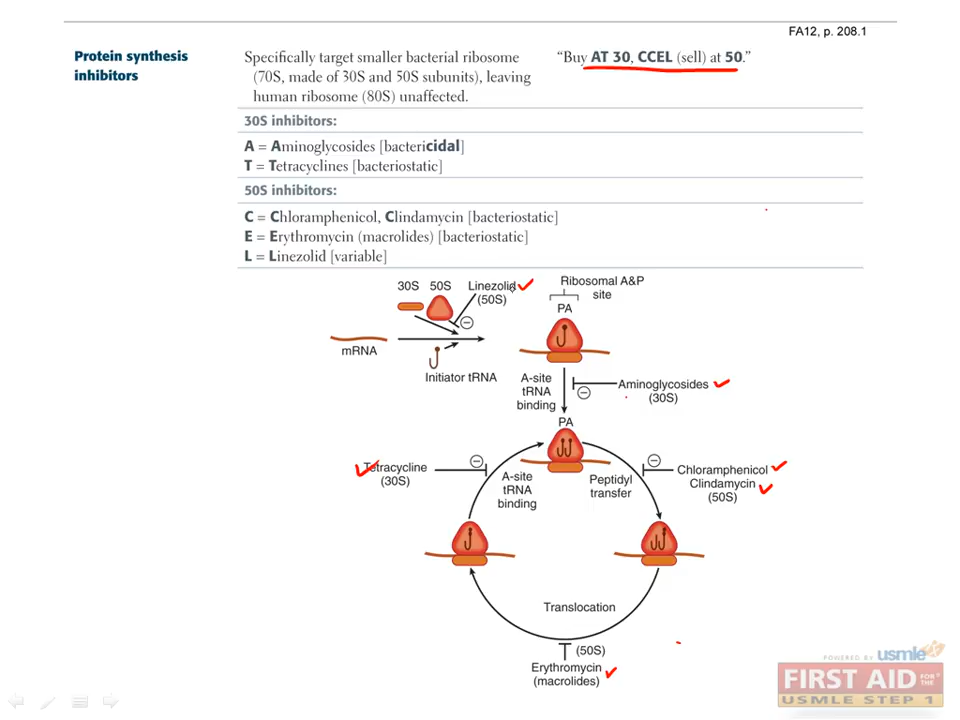 FA12, p. 208.1
Protein synthesis
inhibitors
Specifically target smaller bacterial ribosome
(70S, made of 30S and 50S subunits), leaving
human ribosome (80S) unaffected.
“Buy AT 30, CCEL (sell) at 50.”
30S inhibitors:
A = Aminoglycosides [bactericidal]
T = Tetracyclines [bacteriostatic]
50S inhibitors:
C = Chloramphenicol, Clindamycin [bacteriostatic]
E = Erythromycin (macrolides) [bacteriostatic]
L = Linezolid [variable]
30S 50S Linezolid
(50S)
Ribosomal A&P
site
PA
mRNA
Initiator tRNA
A-site
tRNA
binding
Aminoglycosides
(30S)
PA
Tetracycline
(30S)
A-site
tRNA
binding
Peptidyl
transfer
Chloramphenicol
Clindamycin
(50S)
Translocation
(50S)
Erythromycin
(macrolides)
POWERED BY usmle
FIRST AID FOR THE
USMLE STEP 1